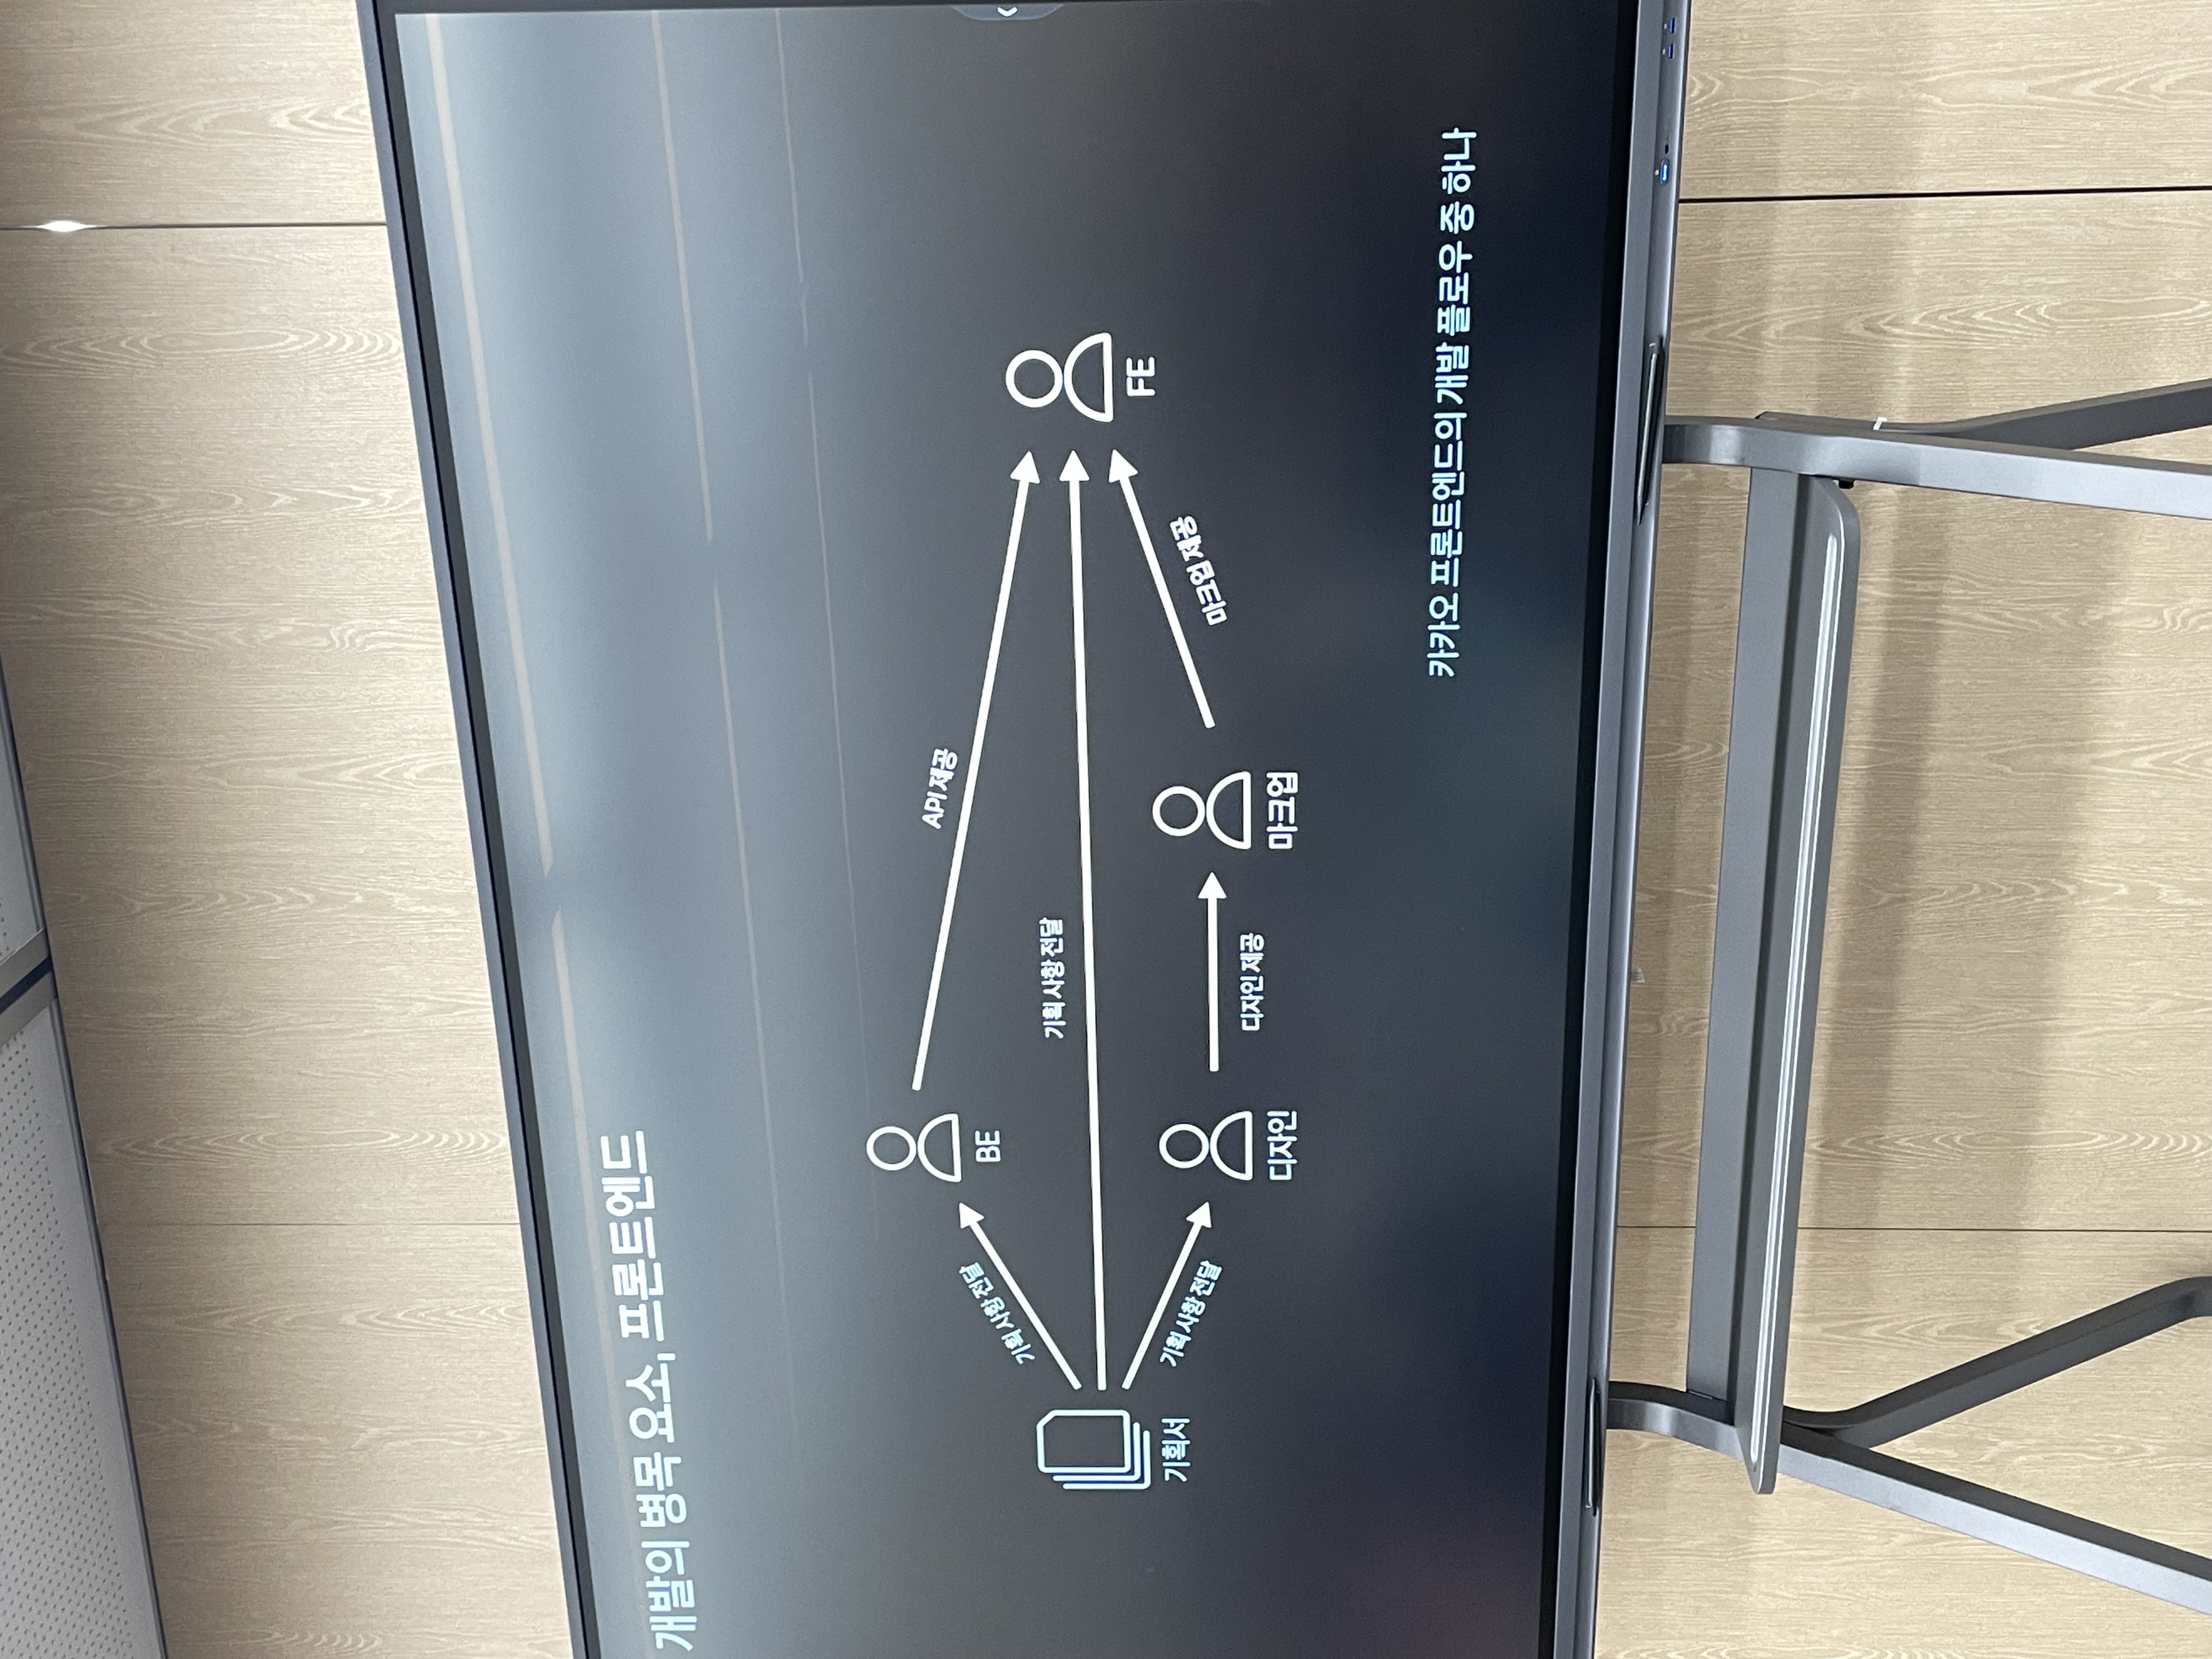 개발의 병목 요소, 프론트엔드
BE
API 제공
기획 사항 전달
기획 사항 전달
FE
기획서
기획 사항 전달
디자인
디자인 제공
마크업
마크업 제공
카카오 프론트엔드의 개발 플로우 중 하나